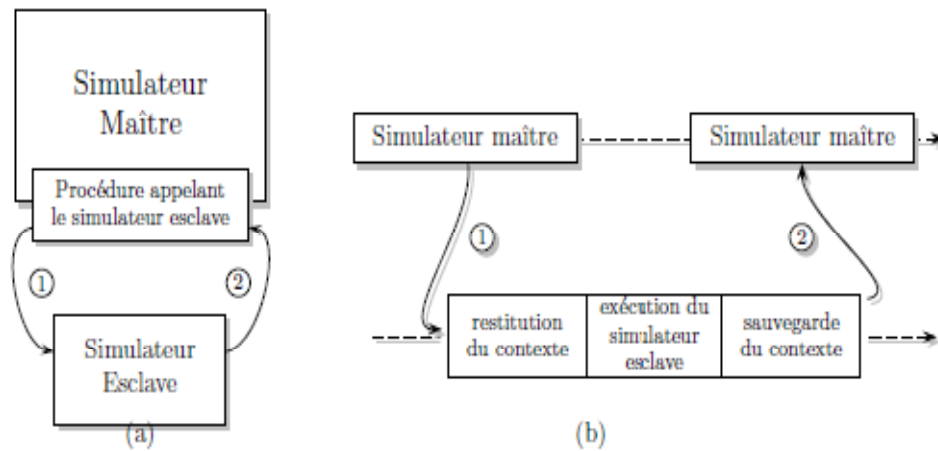 Simulateur
Maître
Procédure appelant
le simulateur esclave
1
2
Simulateur
Esclave
(a)
Simulateur maître
Simulateur maître
1
2
restitution
du contexte
exécution du
simulateur
esclave
sauvegarde
du contexte
(b)